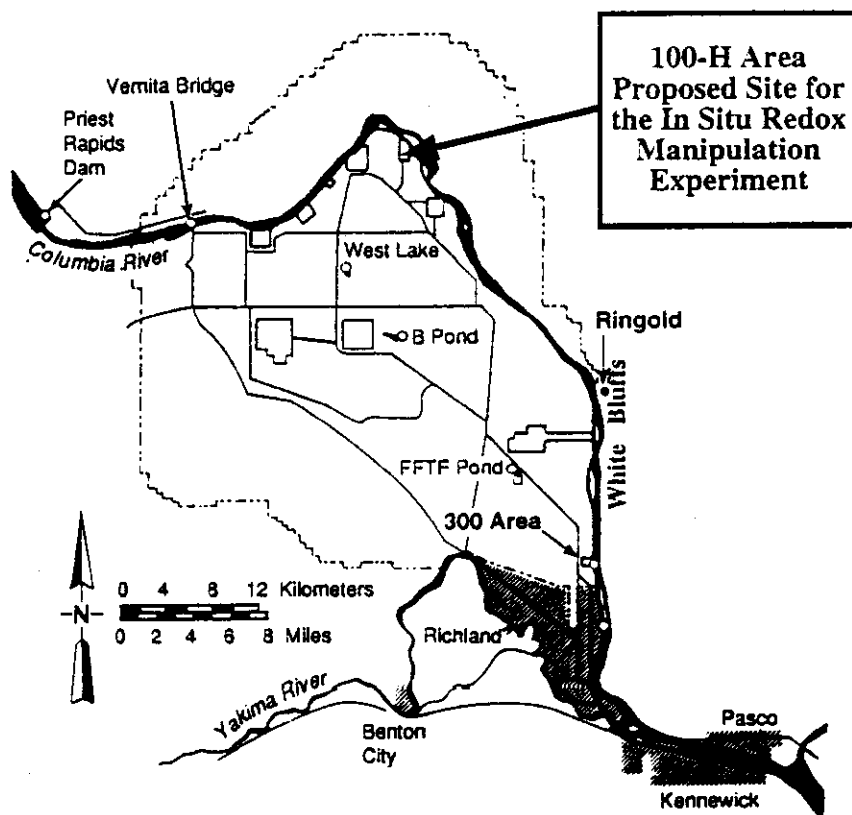 100-H Area
Proposed Site for
the In Situ Redox
Manipulation
Experiment
Vernita Bridge
Priest
Rapids
Dam
Columbia River
West Lake
B Pond
Ringold
White Bluffs
FFTF Pond
300 Area
N
0 4 8 12 Kilometers
0 2 4 6 8 Miles
Richland
Yakima River
Benton
City
Pasco
Kennewick